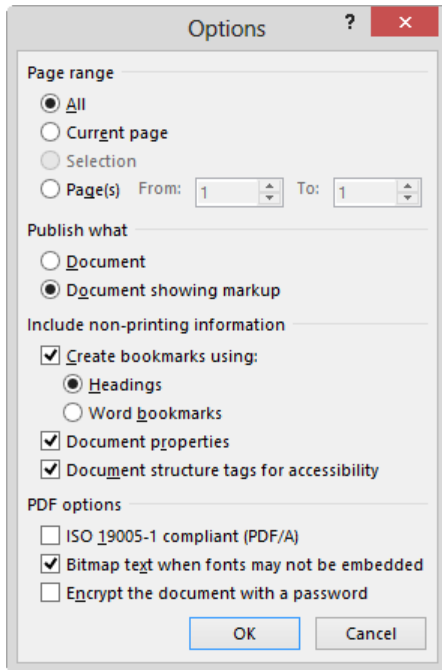 Options ?
Page range
All
Current page
Selection
Page(s) From: 1 To: 1
Publish what
Document
Document showing markup
Include non-printing information
Create bookmarks using:
Headings
Word bookmarks
Document properties
Document structure tags for accessibility
PDF options
ISO 19005-1 compliant (PDF/A)
Bitmap text when fonts may not be embedded
Encrypt the document with a password
OK Cancel